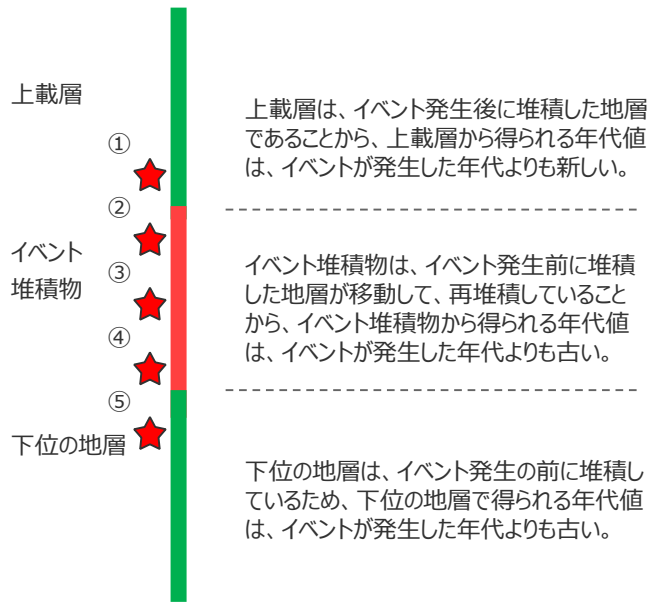 上載層
上載層は、イベント発生後に堆積した地層
であることから、上載層から得られる年代値
は、イベントが発生した年代よりも新しい。
①
②
イベント
堆積物
③
イベント堆積物は、イベント発生前に堆積
した地層が移動して、再堆積していること
から、イベント堆積物から得られる年代値
は、イベントが発生した年代よりも古い。
④
⑤
下位の地層
下位の地層は、イベント発生の前に堆積し
ているため、下位の地層で得られる年代値
は、イベントが発生した年代よりも古い。